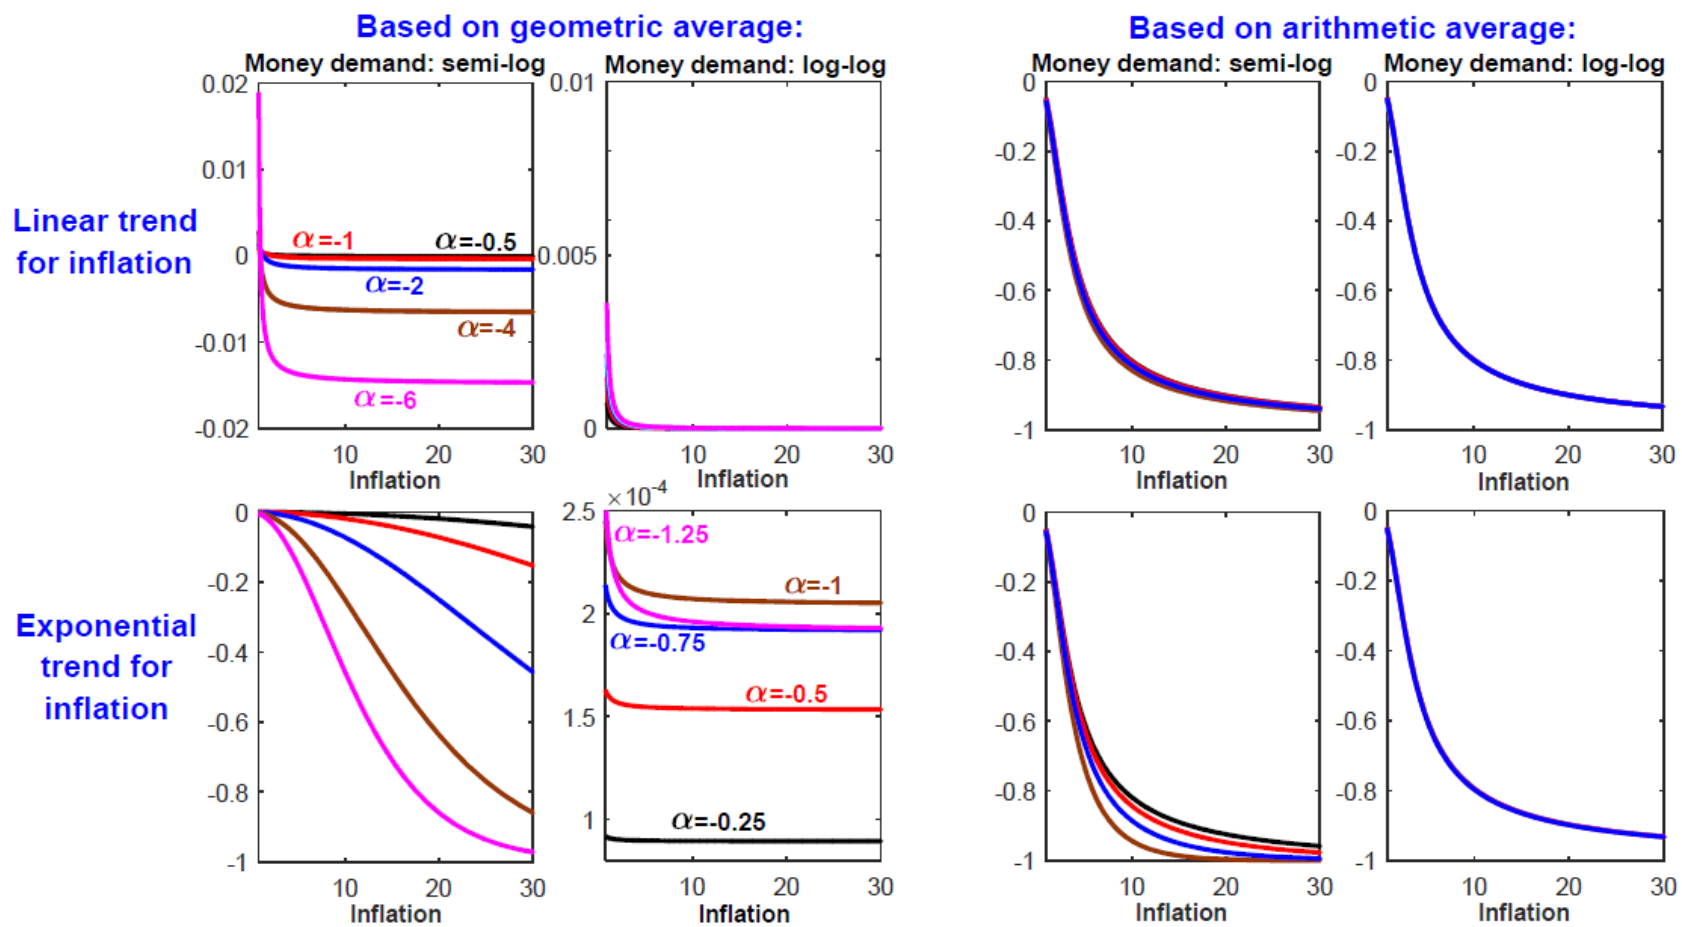 Based on geometric average:
Based on arithmetic average:
Money demand: semi-log
Money demand: log-log
Money demand: semi-log
Money demand: log-log
Linear trend
for inflation
0.02
0.01
0
-0.01
-0.02
α=-1
α=-0.5
α=-2
α=-4
α=-6
10
20
30
Inflation
0.01
0.005
0
10
20
30
Inflation
0
-0.2
-0.4
-0.6
-0.8
-1
10
20
30
Inflation
0
-0.2
-0.4
-0.6
-0.8
-1
10
20
30
Inflation
Exponential
trend for
inflation
0
-0.2
-0.4
-0.6
-0.8
-1
10
20
30
Inflation
×10⁻⁴
2.5
2
1.5
1
α=-1.25
α=-1
α=-0.75
α=-0.5
α=-0.25
10
20
30
Inflation
0
-0.2
-0.4
-0.6
-0.8
-1
10
20
30
Inflation
0
-0.2
-0.4
-0.6
-0.8
-1
10
20
30
Inflation